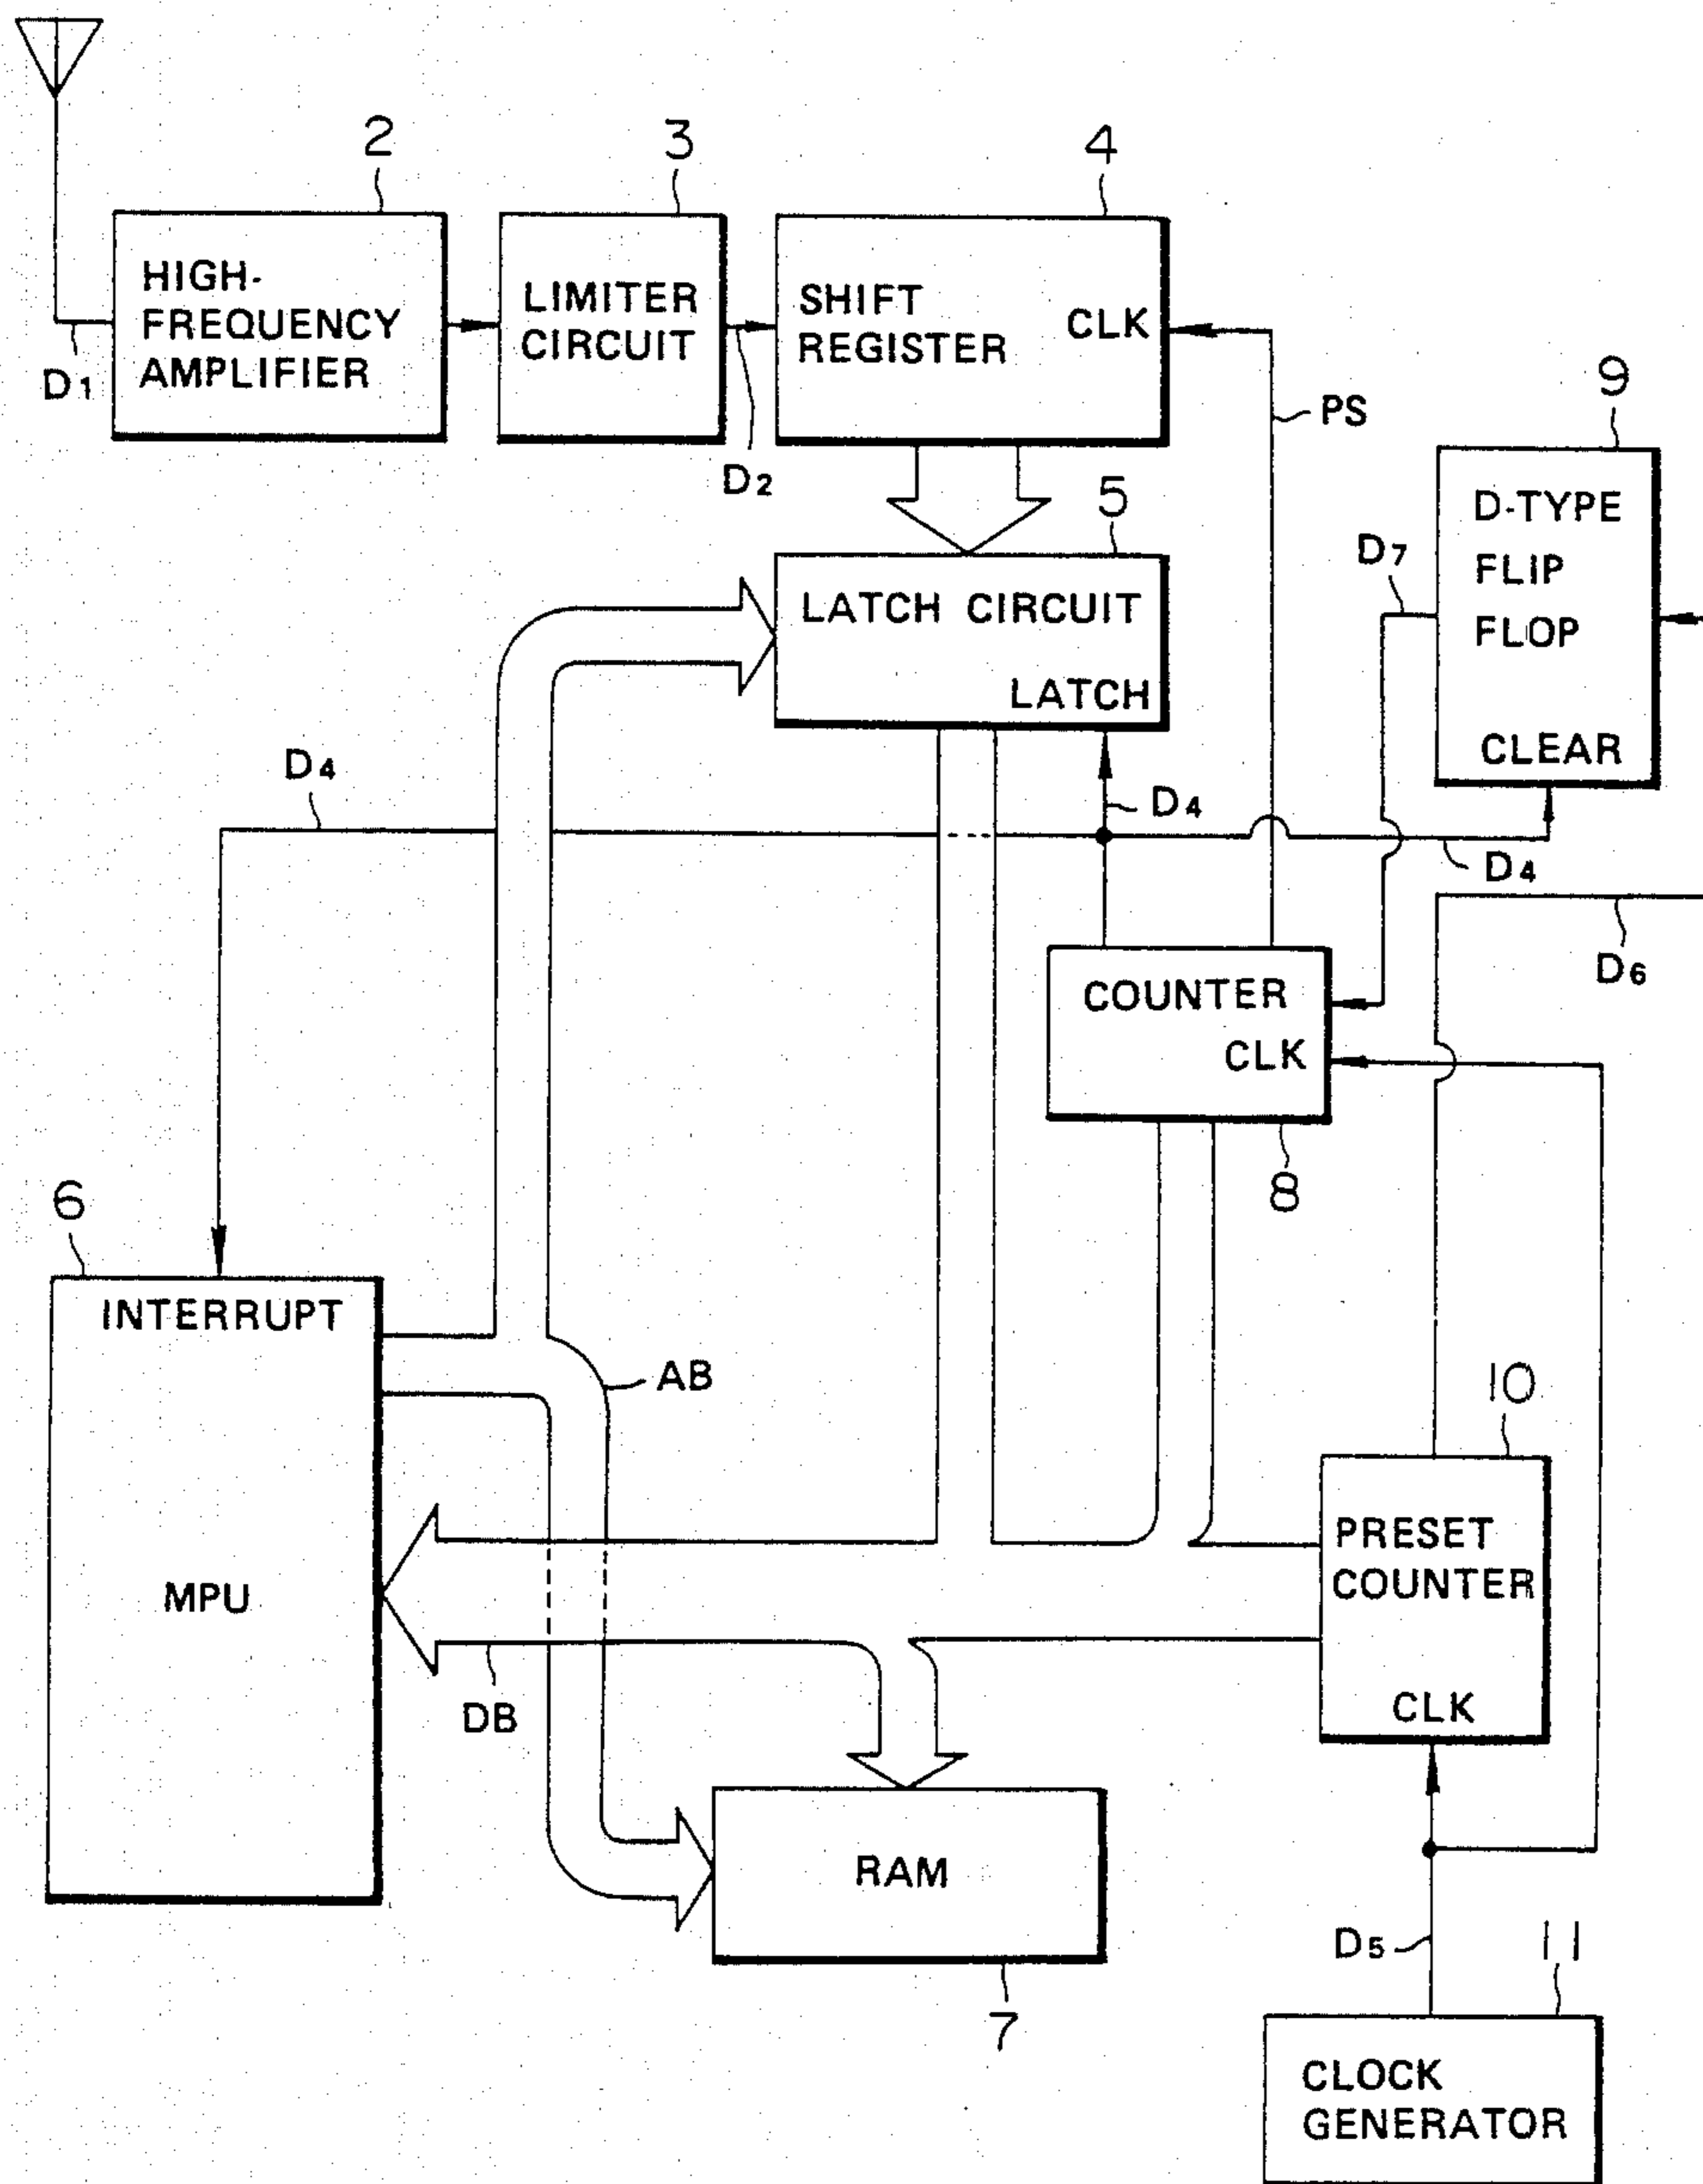 2
3
4
HIGH-
FREQUENCY
AMPLIFIER
LIMITER
CIRCUIT
SHIFT
REGISTER
CLK
D1
D2
PS
9
5
D-TYPE
FLIP
FLOP
CLEAR
D7
LATCH CIRCUIT
LATCH
D4
D4
D4
D6
COUNTER
CLK
8
6
INTERRUPT
MPU
AB
10
PRESET
COUNTER
CLK
DB
RAM
7
D5
11
CLOCK
GENERATOR